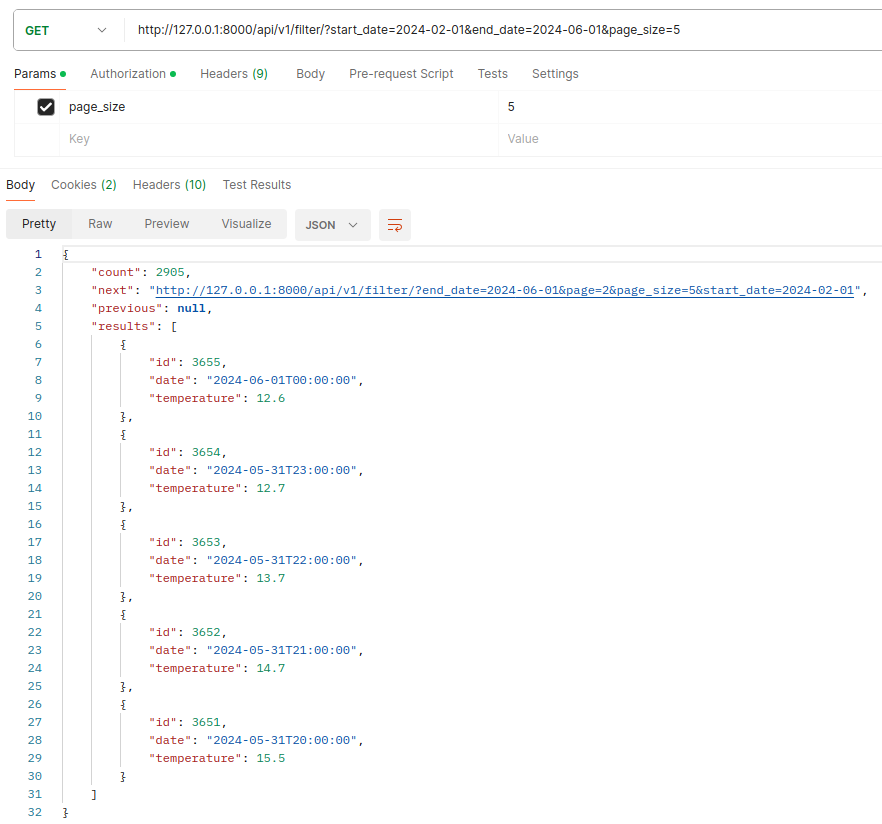 GET http://127.0.0.1:8000/api/v1/filter/?start_date=2024-02-01&end_date=2024-06-01&page_size=5
Params Authorization Headers (9) Body Pre-request Script Tests Settings
page_size 5
Key Value
Body Cookies (2) Headers (10) Test Results
Pretty Raw Preview Visualize JSON
1 {
2 "count": 2905,
3 "next": "http://127.0.0.1:8000/api/v1/filter/?end_date=2024-06-01&page=2&page_size=5&start_date=2024-02-01",
4 "previous": null,
5 "results": [
6 {
7 "id": 3655,
8 "date": "2024-06-01T00:00:00",
9 "temperature": 12.6
10 },
11 {
12 "id": 3654,
13 "date": "2024-05-31T23:00:00",
14 "temperature": 12.7
15 },
16 {
17 "id": 3653,
18 "date": "2024-05-31T22:00:00",
19 "temperature": 13.7
20 },
21 {
22 "id": 3652,
23 "date": "2024-05-31T21:00:00",
24 "temperature": 14.7
25 },
26 {
27 "id": 3651,
28 "date": "2024-05-31T20:00:00",
29 "temperature": 15.5
30 }
31 ]
32 }